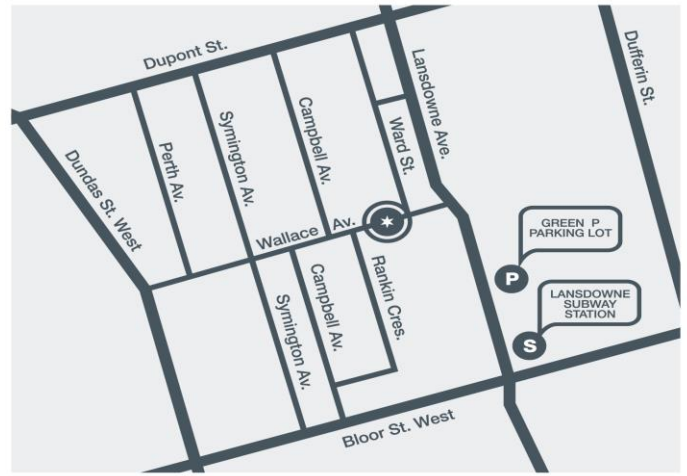 Dupont St.
Dufferin St.
Lansdowne Ave.
Ward St.
Campbell Av.
Symington Av.
Perth Av.
Dundas St. West
Wallace Av.
GREEN P
PARKING LOT
P
Rankin Cres.
Campbell Av.
Symington Av.
LANSDOWNE
SUBWAY
STATION
S
Bloor St. West